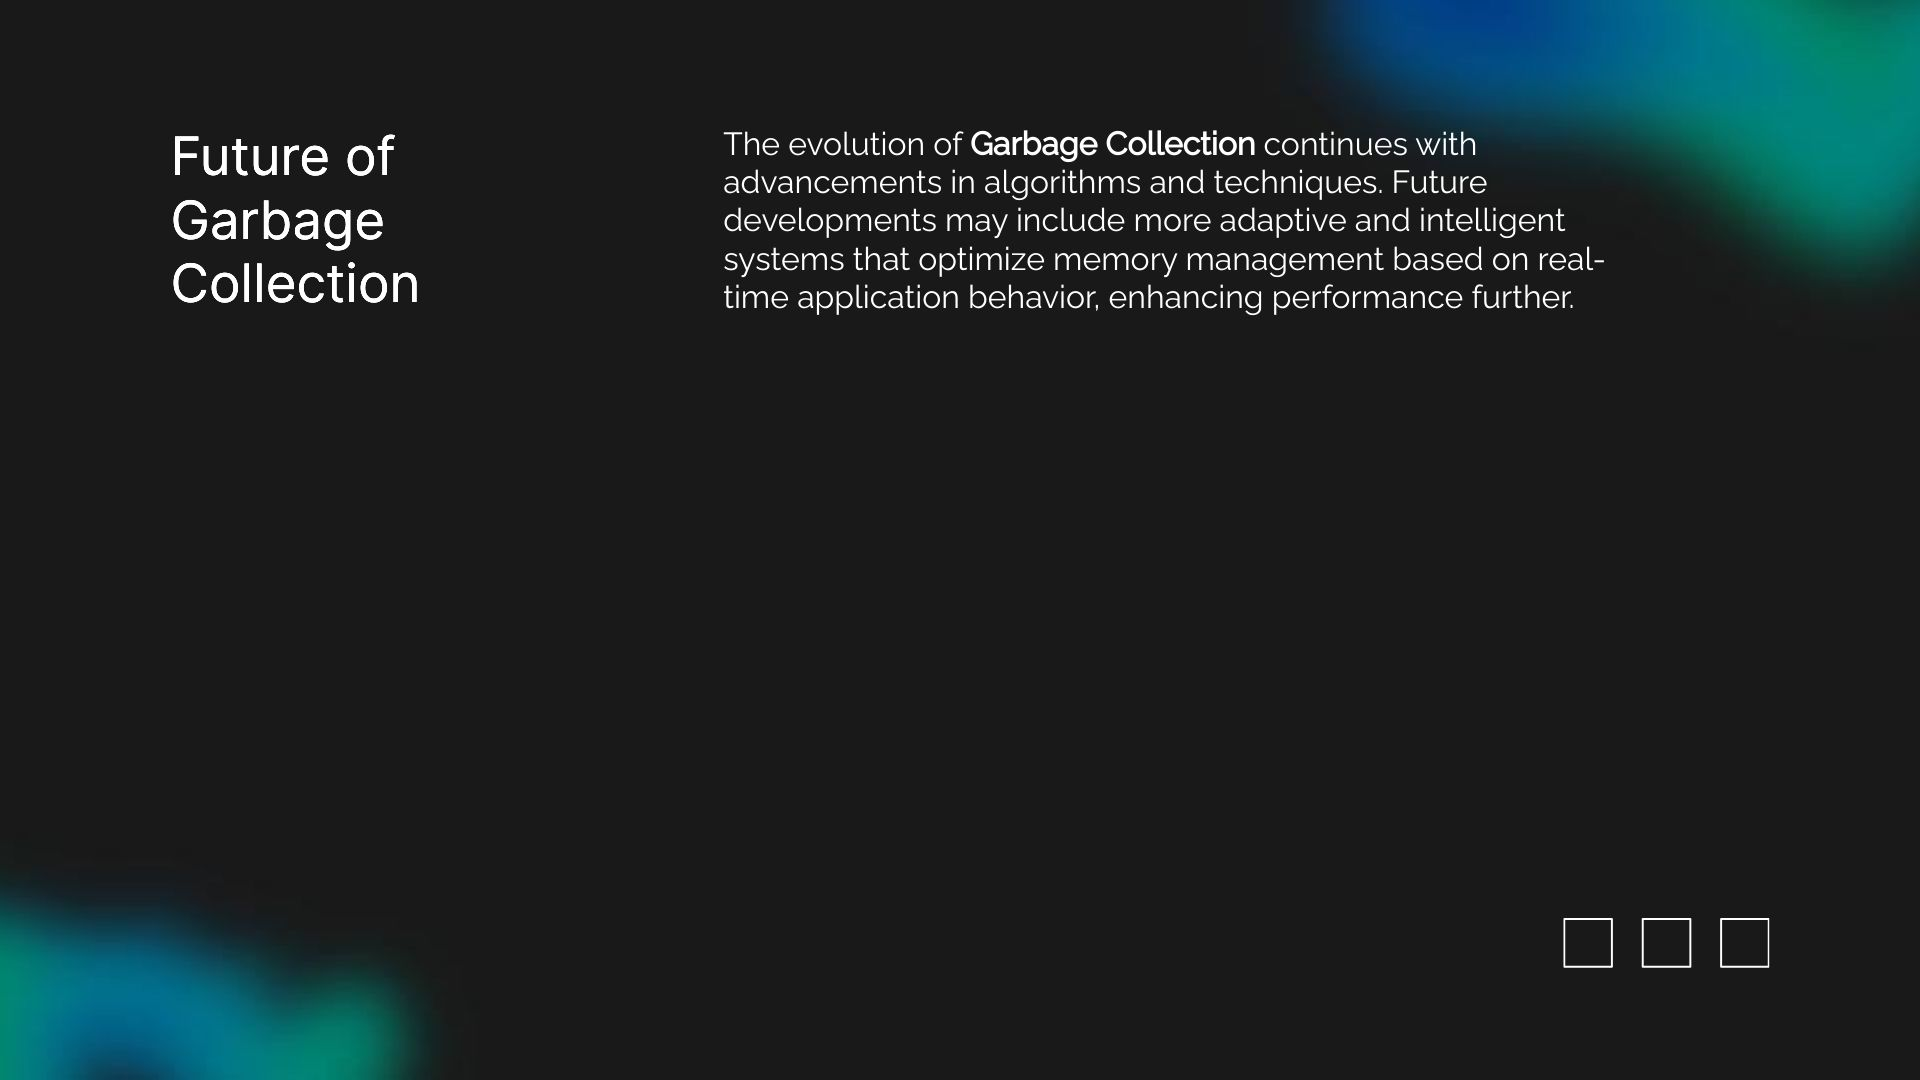 Future of
Garbage
Collection
The evolution of Garbage Collection continues with
advancements in algorithms and techniques. Future
developments may include more adaptive and intelligent
systems that optimize memory management based on real-
time application behavior, enhancing performance further.